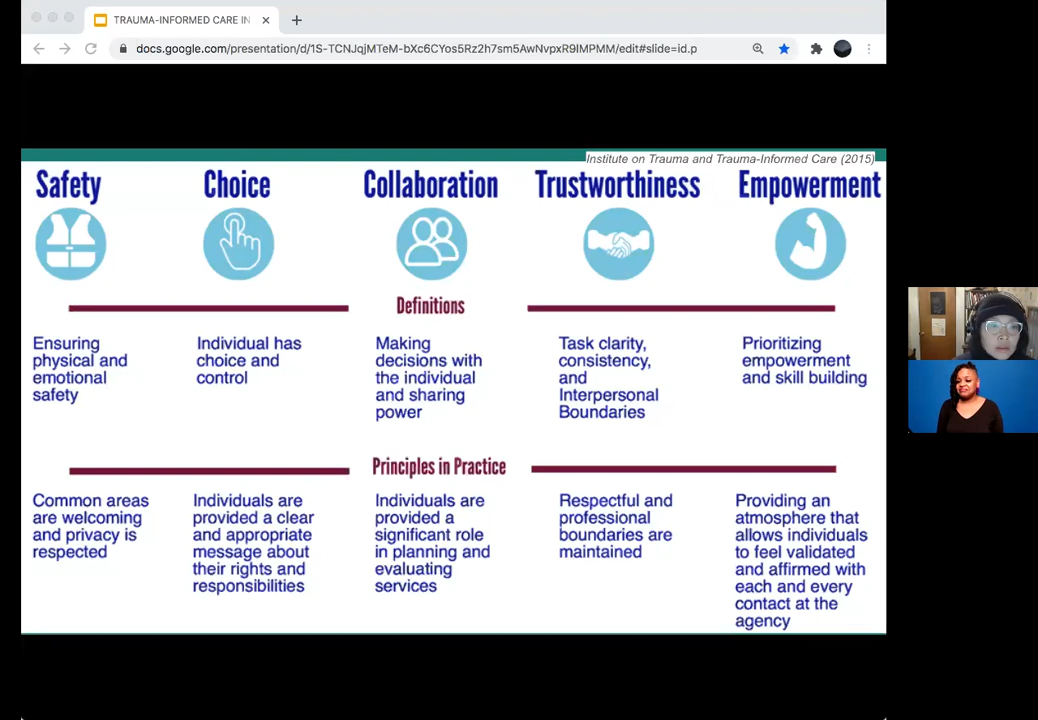 TRAUMA-INFORMED CARE IN
docs.google.com/presentation/d/1S-TCNJqjMTeM-bXc6CYos5Rz2h7sm5AwNvpxR9IMPMM/edit#slide=id.p
Institute on Trauma and Trauma-Informed Care (2015)
Safety
Choice
Collaboration
Trustworthiness
Empowerment
Definitions
Ensuring
physical and
emotional
safety
Individual has
choice and
control
Making
decisions with
the individual
and sharing
power
Task clarity,
consistency,
and
Interpersonal
Boundaries
Prioritizing
empowerment
and skill building
Principles in Practice
Common areas
are welcoming
and privacy is
respected
Individuals are
provided a clear
and appropriate
message about
their rights and
responsibilities
Individuals are
provided a
significant role
in planning and
evaluating
services
Respectful and
professional
boundaries are
maintained
Providing an
atmosphere that
allows individuals
to feel validated
and affirmed with
each and every
contact at the
agency